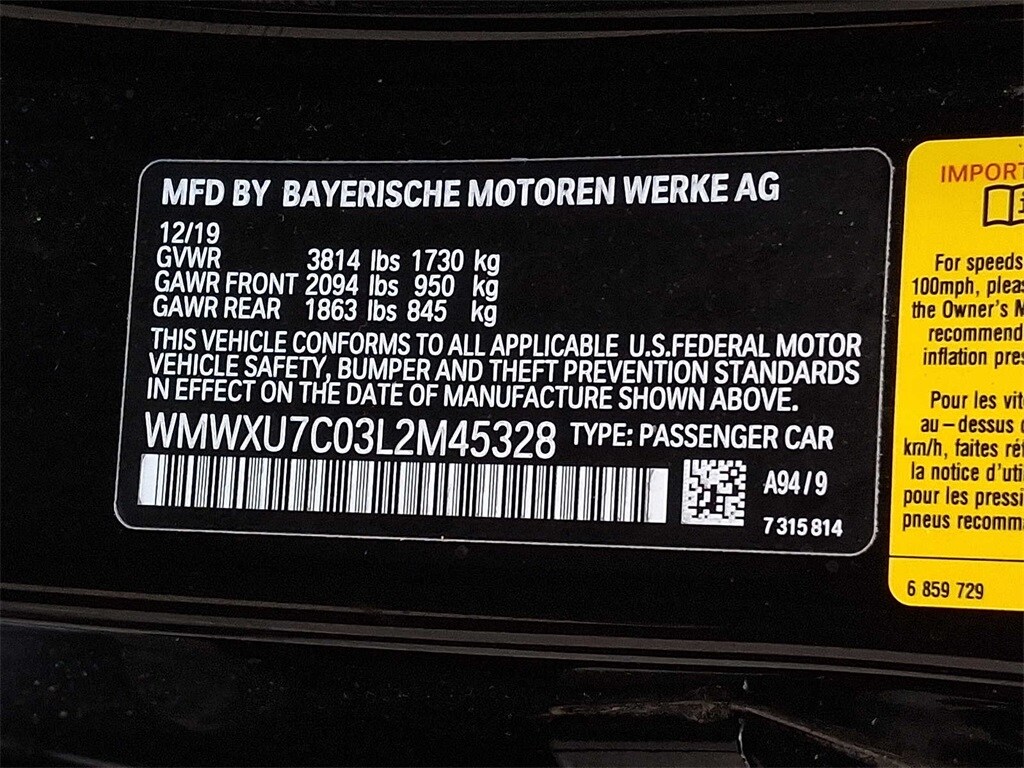 MFD BY BAYERISCHE MOTOREN WERKE AG
12/19
GVWR 3814 lbs 1730 kg
GAWR FRONT 2094 lbs 950 kg
GAWR REAR 1863 lbs 845 kg
THIS VEHICLE CONFORMS TO ALL APPLICABLE U.S.FEDERAL MOTOR
VEHICLE SAFETY, BUMPER AND THEFT PREVENTION STANDARDS
IN EFFECT ON THE DATE OF MANUFACTURE SHOWN ABOVE.
WMWXU7C03L2M45328 TYPE: PASSENGER CAR
A94/9
7 315 814
IMPORT
For speeds
100mph, pleas
the Owner's M
recommend
inflation pres
Pour les vit
au-dessus d
km/h, faites réf
la notice d'uti
pour les pressi
pneus recomm
6 859 729